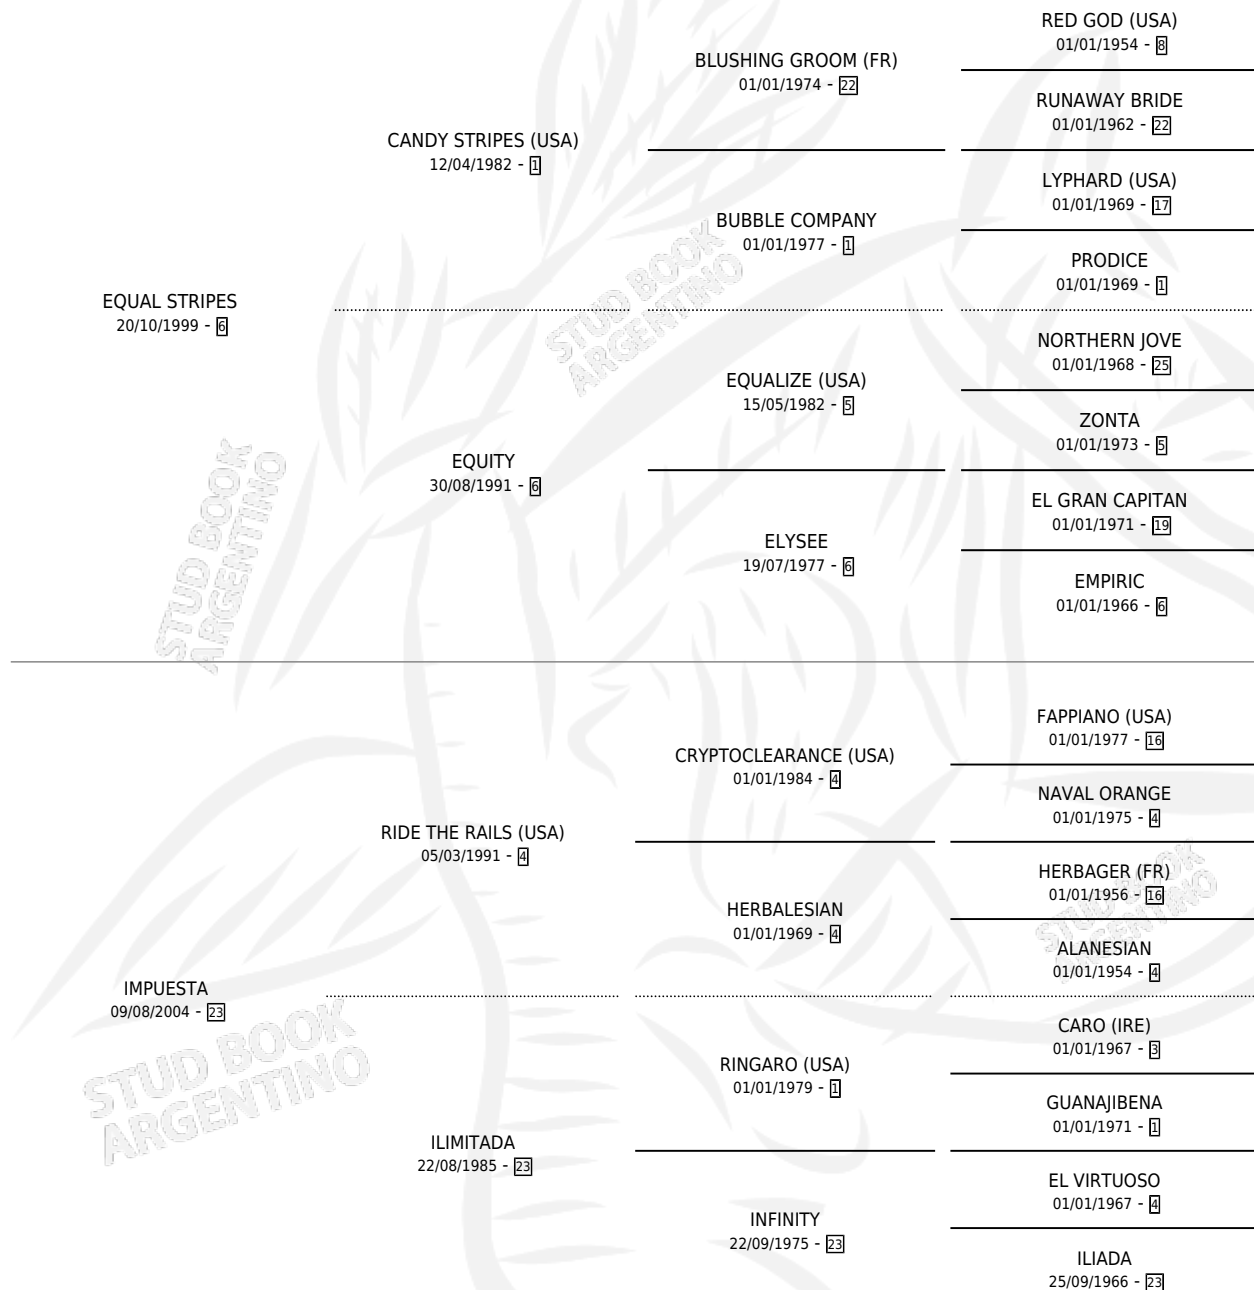 RED GOD (USA)
01/01/1954 - 8
BLUSHING GROOM (FR)
01/01/1974 - 22
RUNAWAY BRIDE
01/01/1962 - 22
CANDY STRIPES (USA)
12/04/1982 - 1
LYPHARD (USA)
01/01/1969 - 17
BUBBLE COMPANY
01/01/1977 - 1
PRODICE
01/01/1969 - 1
EQUAL STRIPES
20/10/1999 - 6
STUD BOOK
ARGENTINO
NORTHERN JOVE
01/01/1968 - 25
EQUALIZE (USA)
15/05/1982 - 5
ZONTA
01/01/1973 - 5
EQUITY
30/08/1991 - 6
EL GRAN CAPITAN
01/01/1971 - 19
ELYSEE
19/07/1977 - 6
EMPIRIC
01/01/1966 - 6
STUD BOOK
ARGENTINO
FAPPIANO (USA)
01/01/1977 - 16
CRYPTOCLEARANCE (USA)
01/01/1984 - 4
NAVAL ORANGE
01/01/1975 - 4
RIDE THE RAILS (USA)
05/03/1991 - 4
HERBAGER (FR)
01/01/1956 - 16
HERBALESIAN
01/01/1969 - 4
ALANESIAN
01/01/1954 - 4
STUD BOOK
ARGENTINO
IMPUESTA
09/08/2004 - 23
CARO (IRE)
01/01/1967 - 3
RINGARO (USA)
01/01/1979 - 1
GUANAJIBENA
01/01/1971 - 1
STUD BOOK
ARGENTINO
ILIMITADA
22/08/1985 - 23
EL VIRTUOSO
01/01/1967 - 4
INFINITY
22/09/1975 - 23
ILIADA
25/09/1966 - 23